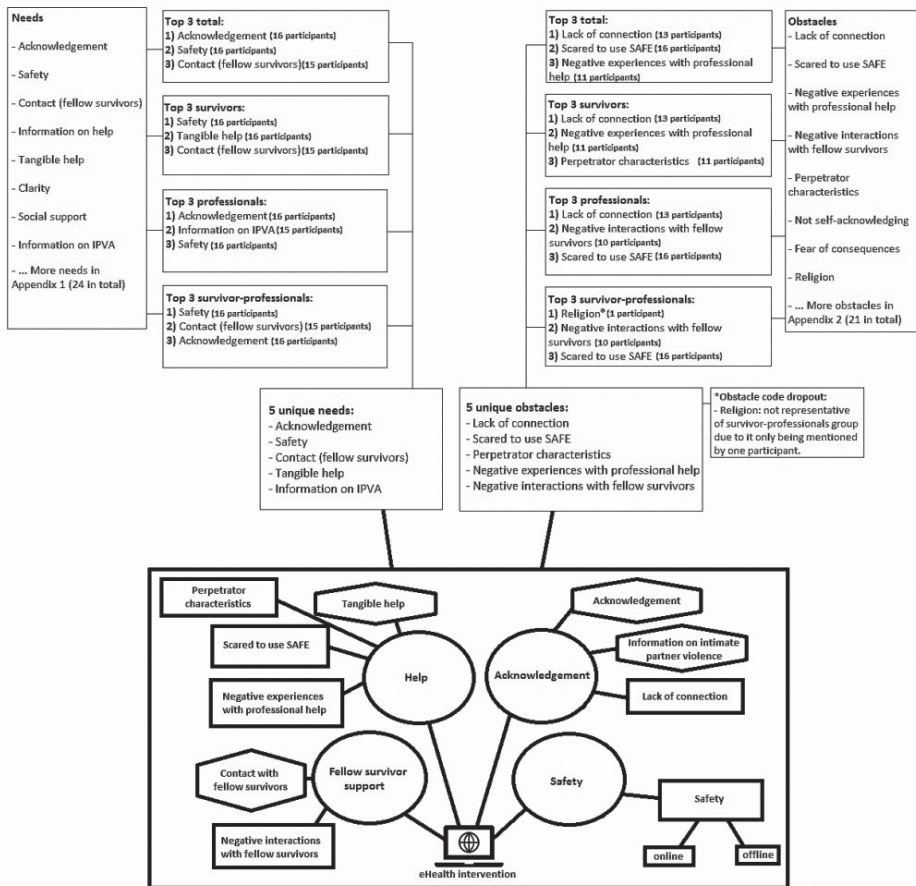 Needs
- Acknowledgement
- Safety
- Contact (fellow survivors)
- Information on help
- Tangible help
- Clarity
- Social support
- Information on IPVA
- ... More needs in
Appendix 1 (24 in total)
Top 3 total:
1) Acknowledgement (16 participants)
2) Safety (16 participants)
3) Contact (fellow survivors)(15 participants)
Top 3 survivors:
1) Safety (16 participants)
2) Tangible help (16 participants)
3) Contact (fellow survivors)(15 participants)
Top 3 professionals:
1) Acknowledgement (16 participants)
2) Information on IPVA (15 participants)
3) Safety (16 participants)
Top 3 survivor-professionals:
1) Safety (16 participants)
2) Contact (fellow survivors) (15 participants)
3) Acknowledgement (16 participants)
Top 3 total:
1) Lack of connection (13 participants)
2) Scared to use SAFE (16 participants)
3) Negative experiences with professional
help (11 participants)
Top 3 survivors:
1) Lack of connection (13 participants)
2) Negative experiences with professional
help (11 participants)
3) Perpetrator characteristics (11 participants)
Top 3 professionals:
1) Lack of connection (13 participants)
2) Negative interactions with fellow
survivors (10 participants)
3) Scared to use SAFE (16 participants)
Top 3 survivor-professionals:
1) Religion* (1 participant)
2) Negative interactions with fellow
survivors (10 participants)
3) Scared to use SAFE (16 participants)
Obstacles
- Lack of connection
- Scared to use SAFE
- Negative experiences
with professional help
- Negative interactions
with fellow survivors
- Perpetrator
characteristics
- Not self-acknowledging
- Fear of consequences
- Religion
- ... More obstacles in
Appendix 2 (21 in total)
5 unique needs:
- Acknowledgement
- Safety
- Contact (fellow survivors)
- Tangible help
- Information on IPVA
5 unique obstacles:
- Lack of connection
- Scared to use SAFE
- Perpetrator characteristics
- Negative experiences with professional help
- Negative interactions with fellow survivors
*Obstacle code dropout:
- Religion: not representative
of survivor-professionals group
due to it only being mentioned
by one participant.
Perpetrator
characteristics
Tangible help
Scared to use SAFE
Negative experiences
with professional help
Help
Acknowledgement
Information on intimate
partner violence
Acknowledgement
Lack of connection
Contact with
fellow survivors
Fellow survivor
support
Negative interactions
with fellow survivors
Safety
Safety
online
offline
eHealth intervention